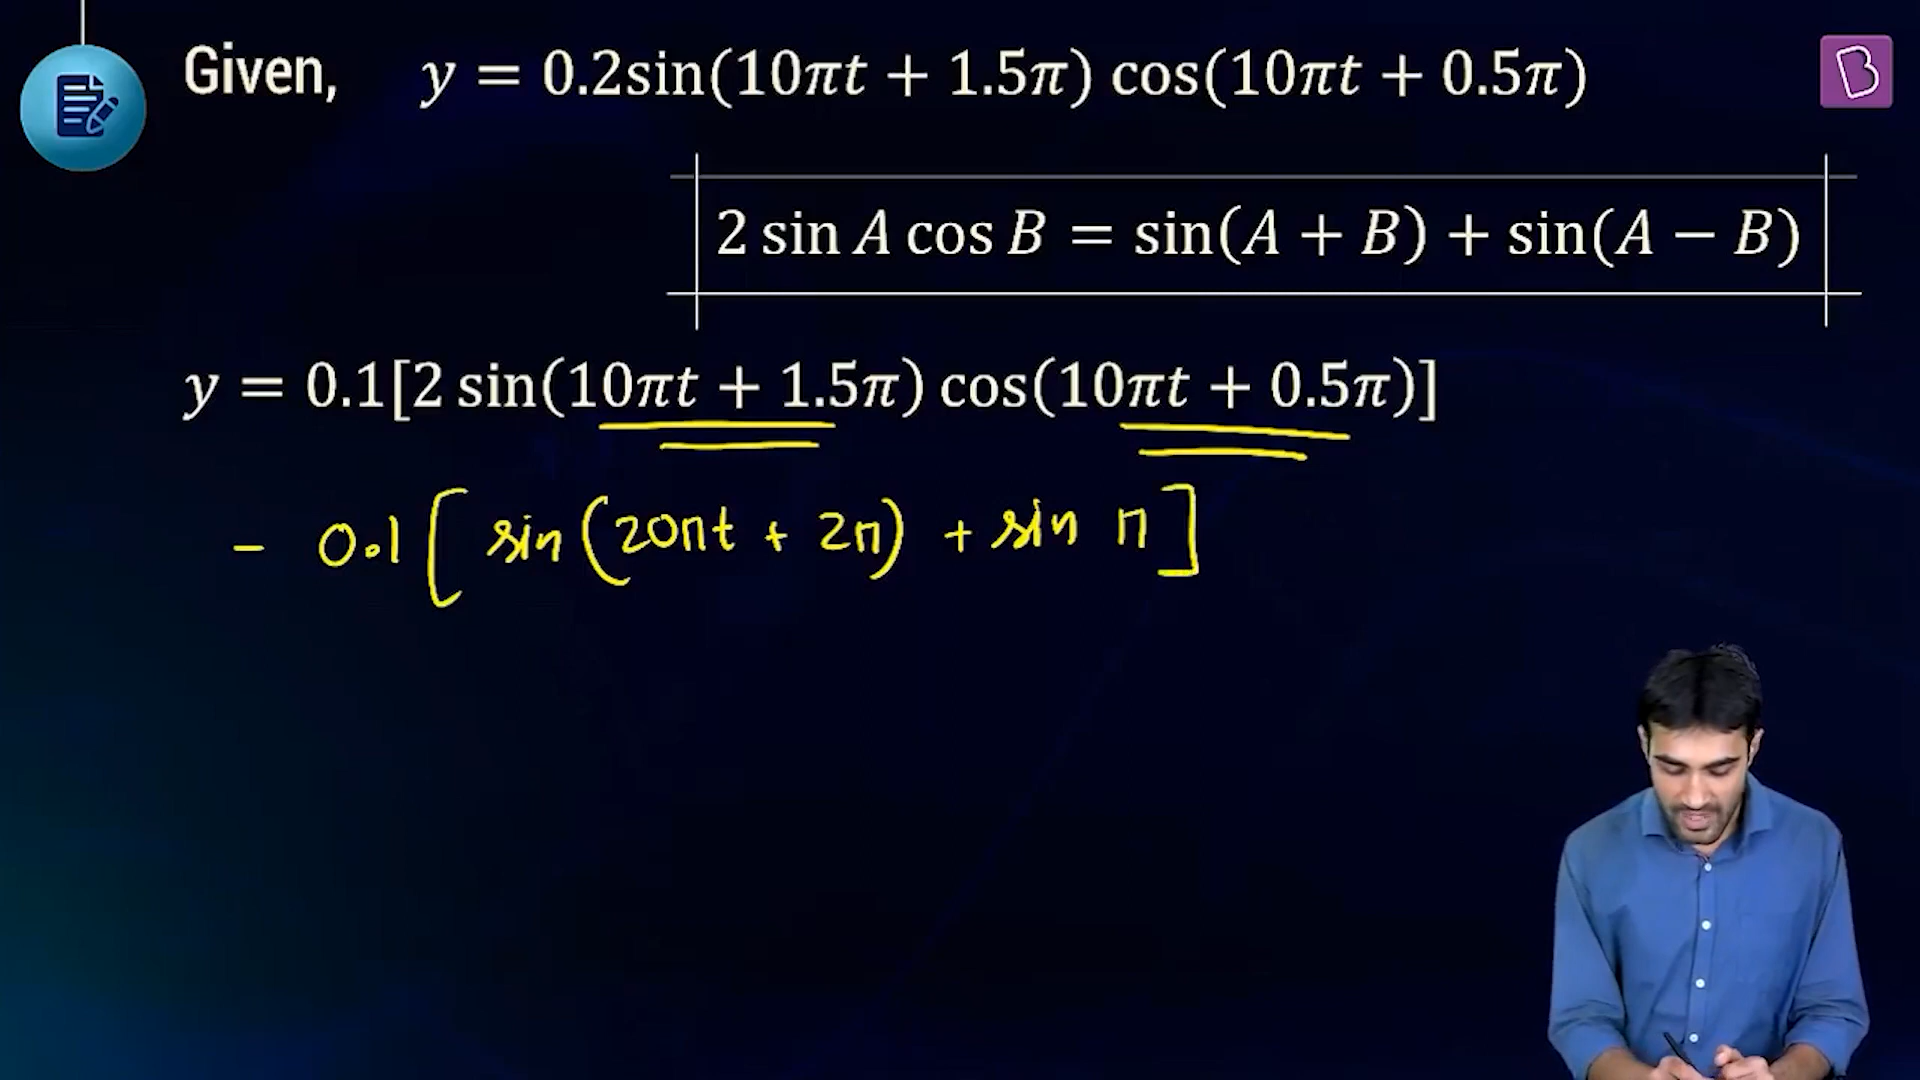 Given, y = 0.2sin(10πt + 1.5π) cos(10πt + 0.5π)
2 sin A cos B = sin(A + B) + sin(A − B)
y = 0.1[2 sin(10πt + 1.5π) cos(10πt + 0.5π)]
- 0.1 [ sin (20πt + 2π) + sin π ]